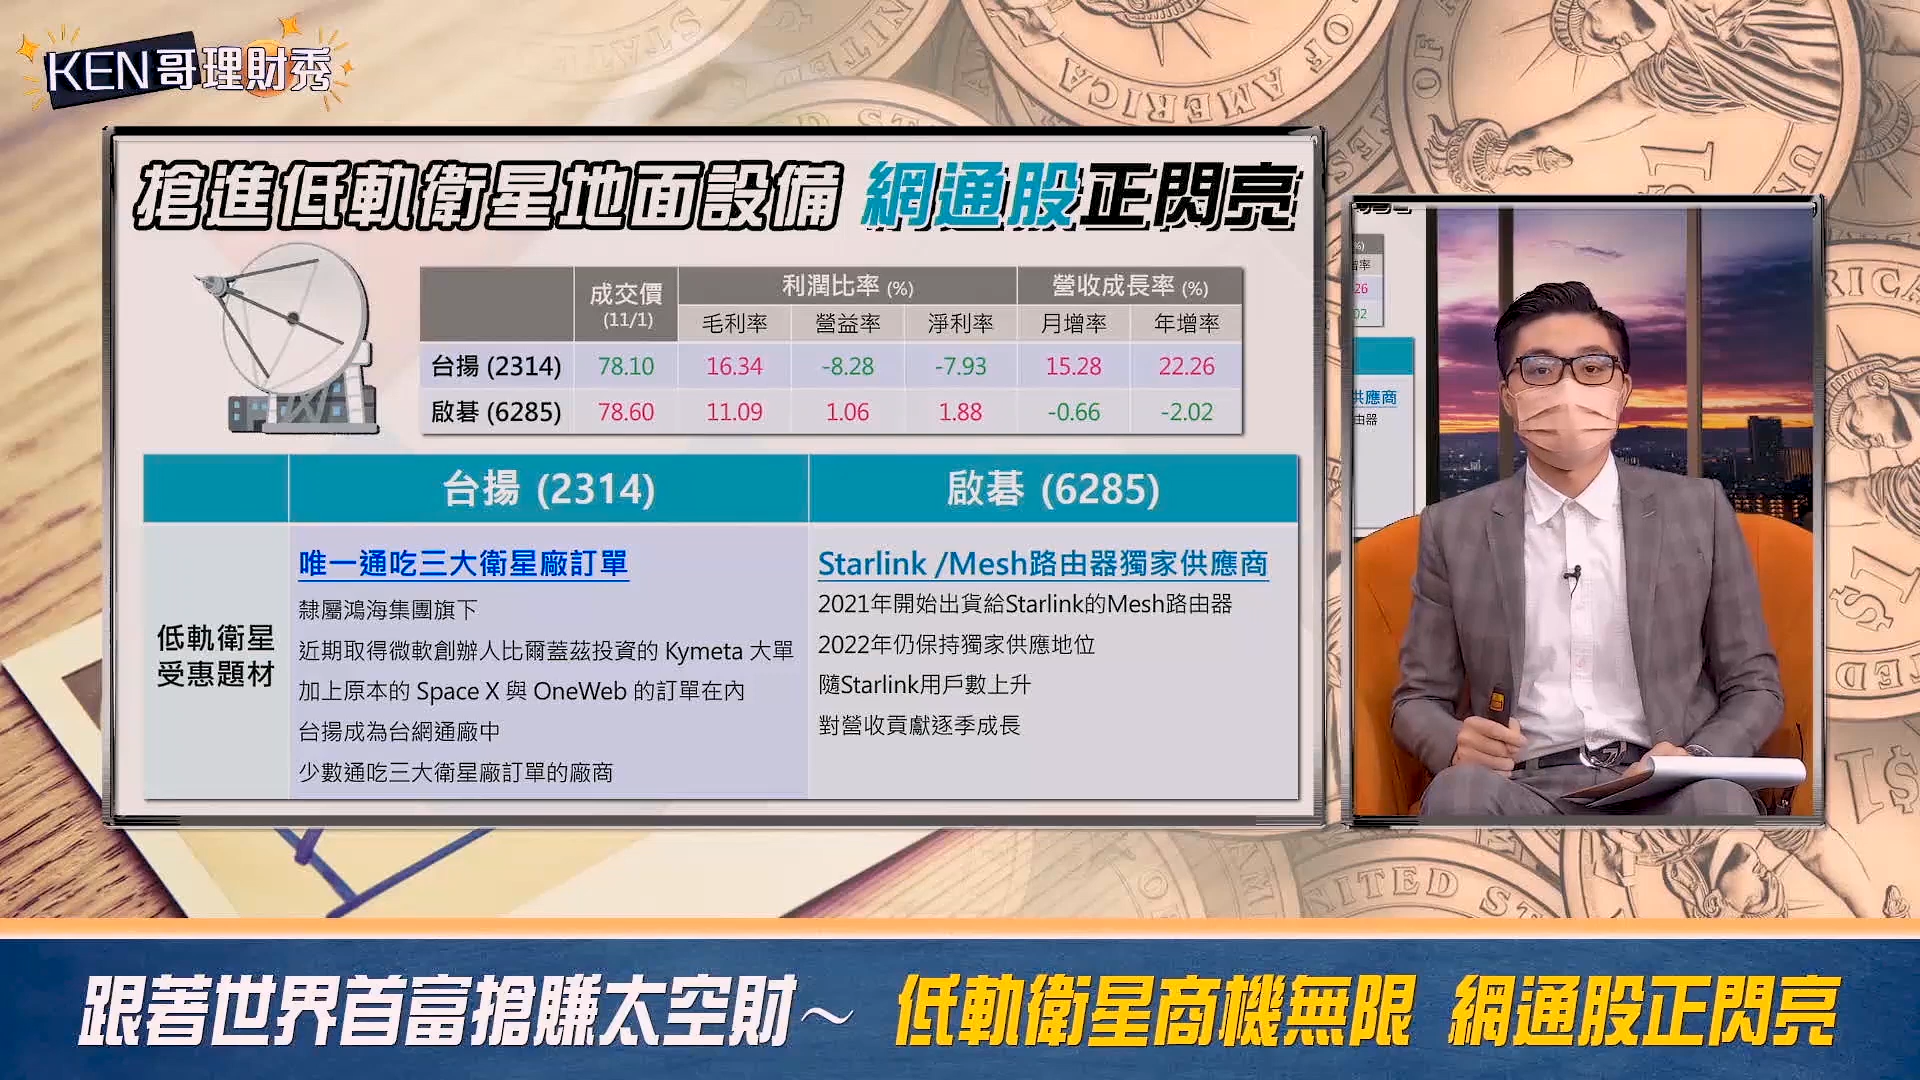 KEN哥理財秀
搶進低軌衛星地面設備 網通股正閃亮
成交價 (11/1) 利潤比率 (%) 營收成長率 (%)
毛利率 營益率 淨利率 月增率 年增率
台揚 (2314) 78.10 16.34 -8.28 -7.93 15.28 22.26
啟碁 (6285) 78.60 11.09 1.06 1.88 -0.66 -2.02
台揚 (2314) 啟碁 (6285)
低軌衛星
受惠題材
唯一通吃三大衛星廠訂單
隸屬鴻海集團旗下
近期取得微軟創辦人比爾蓋茲投資的 Kymeta 大單
加上原本的 Space X 與 OneWeb 的訂單在內
台揚成為台網通廠中
少數通吃三大衛星廠訂單的廠商
Starlink /Mesh路由器獨家供應商
2021年開始出貨給Starlink的Mesh路由器
2022年仍保持獨家供應地位
隨Starlink用戶數上升
對營收貢獻逐季成長
%)
增率
26
02
共應商
由器
跟著世界首富搶賺太空財～ 低軌衛星商機無限 網通股正閃亮